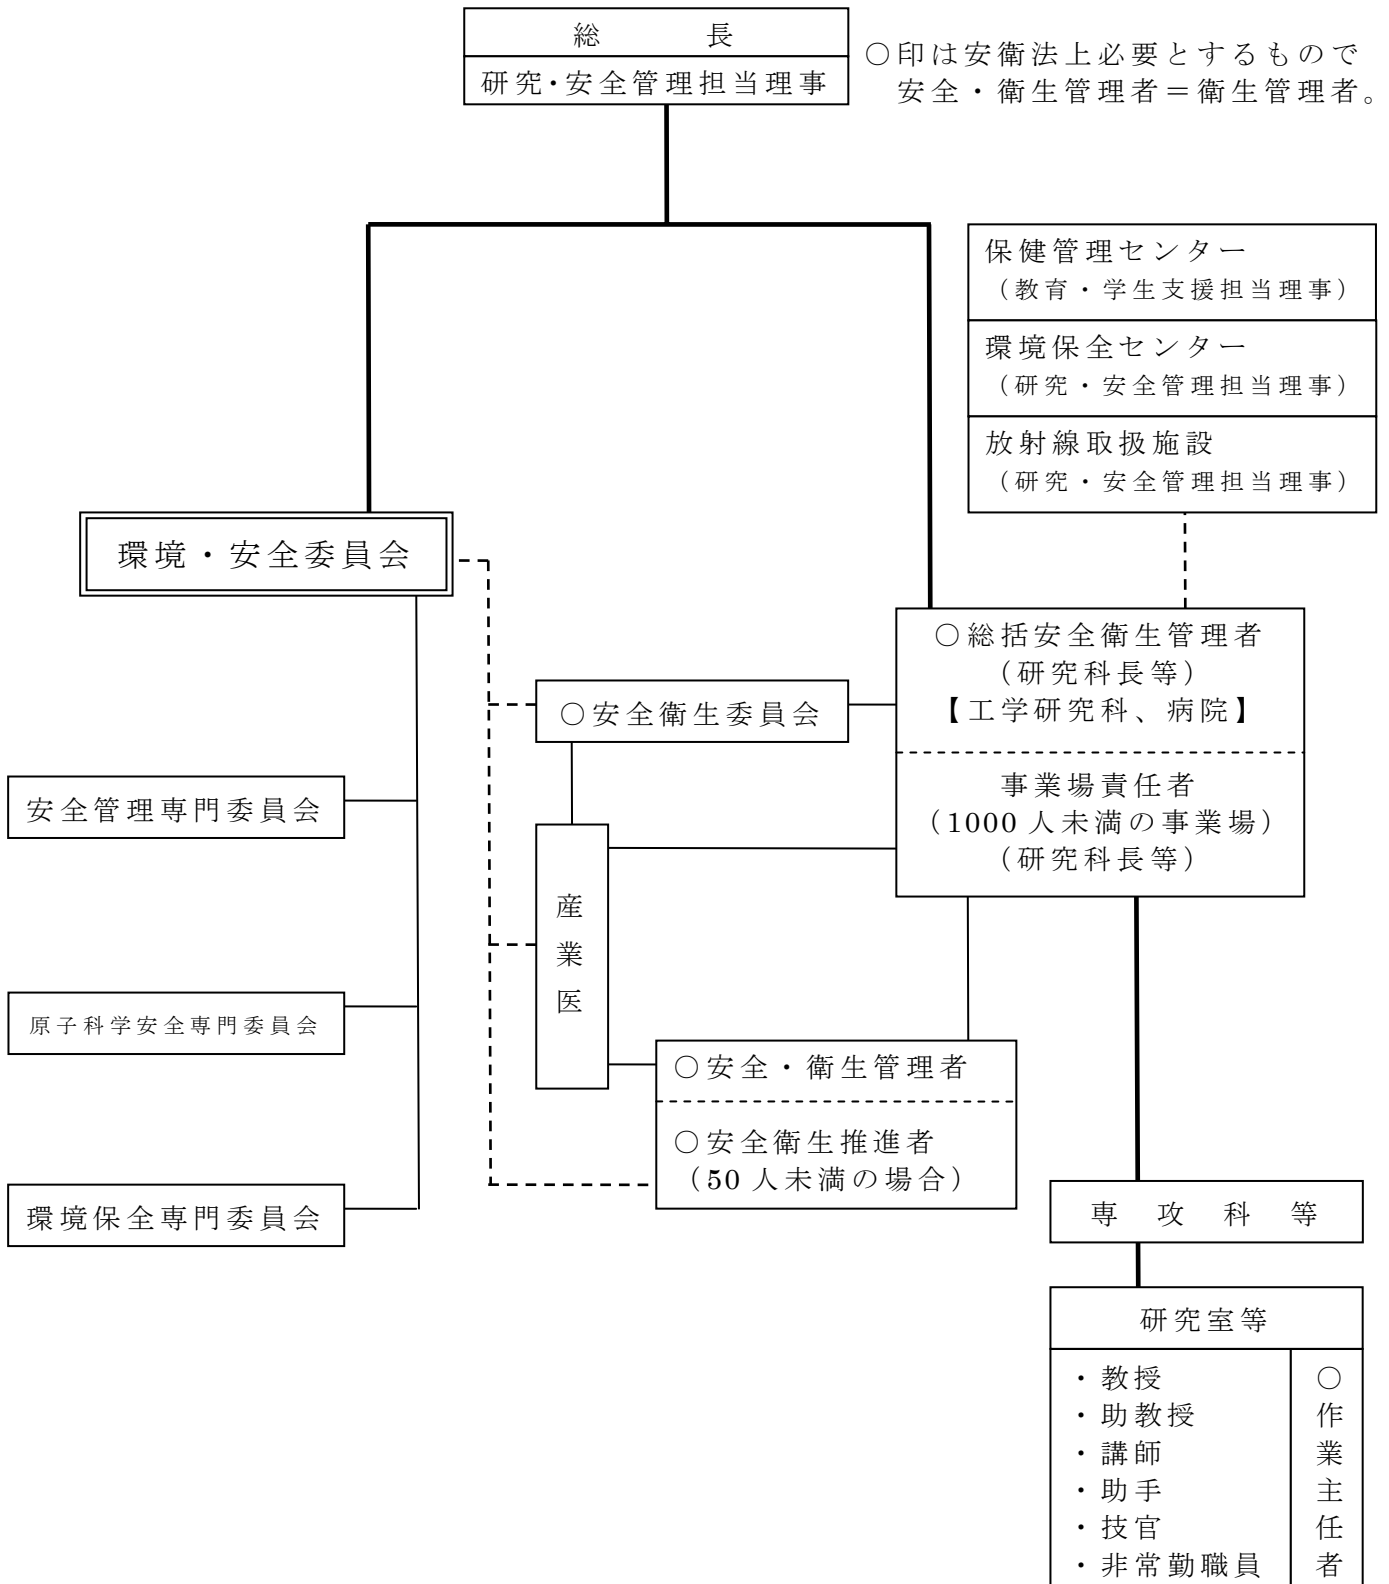 総　長
研究・安全管理担当理事
○印は安衛法上必要とするもので
安全・衛生管理者＝衛生管理者。
保健管理センター
（教育・学生支援担当理事）
環境保全センター
（研究・安全管理担当理事）
放射線取扱施設
（研究・安全管理担当理事）
環境・安全委員会
○総括安全衛生管理者
（研究科長等）
【工学研究科、病院】
事業場責任者
（1000人未満の事業場）
（研究科長等）
○安全衛生委員会
安全管理専門委員会
産業医
原子科学安全専門委員会
○安全・衛生管理者
○安全衛生推進者
（50人未満の場合）
環境保全専門委員会
専攻科等
研究室等
・教授
・助教授
・講師
・助手
・技官
・非常勤職員
○作業主任者